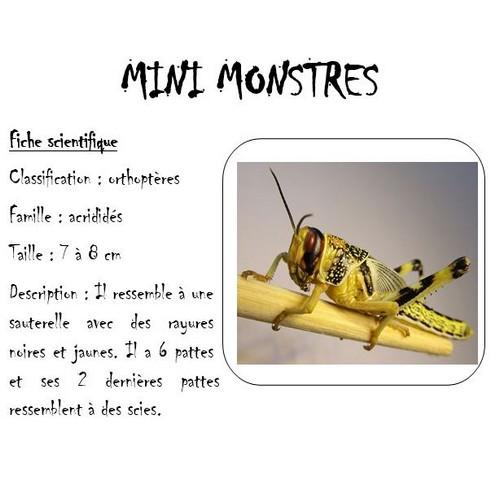 MINI MONSTRES
Fiche scientifique
Classification : orthoptères
Famille : acrididés
Taille : 7 à 8 cm
Description : Il ressemble à une
sauterelle avec des rayures
noires et jaunes. Il a 6 pattes
et ses 2 dernières pattes
ressemblent à des scies.